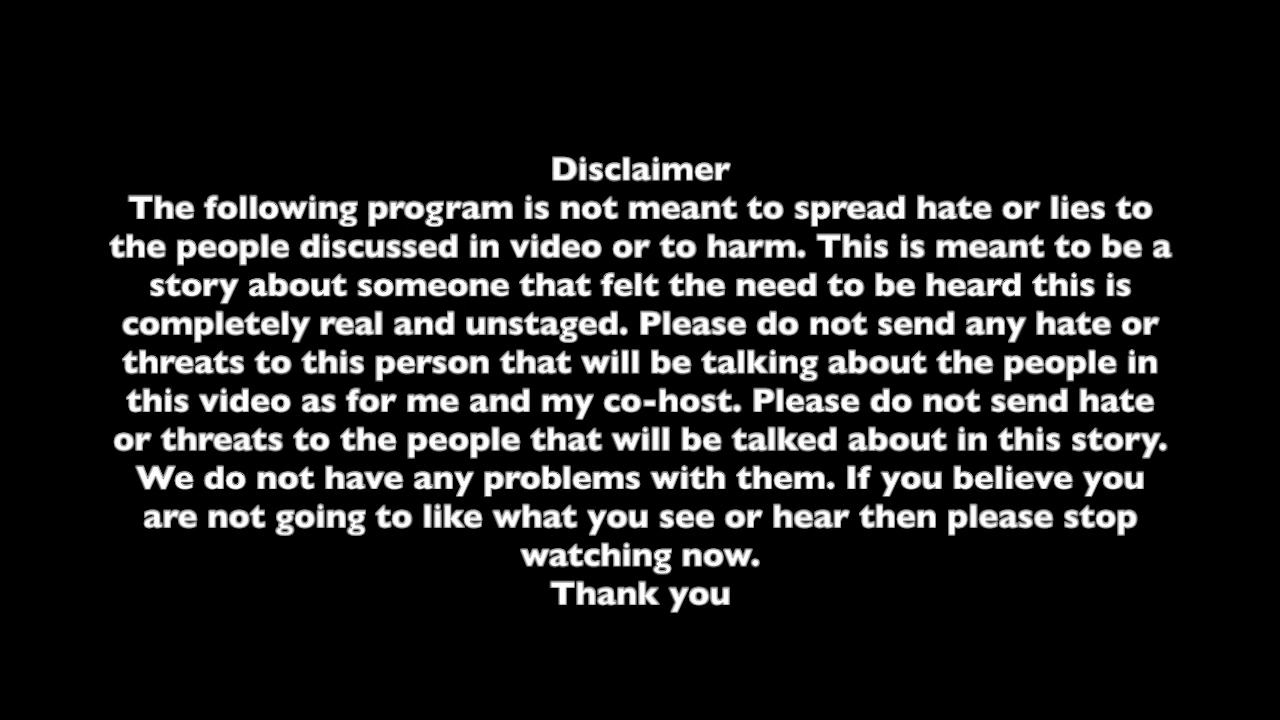 Disclaimer
The following program is not meant to spread hate or lies to
the people discussed in video or to harm. This is meant to be a
story about someone that felt the need to be heard this is
completely real and unstaged. Please do not send any hate or
threats to this person that will be talking about the people in
this video as for me and my co-host. Please do not send hate
or threats to the people that will be talked about in this story.
We do not have any problems with them. If you believe you
are not going to like what you see or hear then please stop
watching now.
Thank you